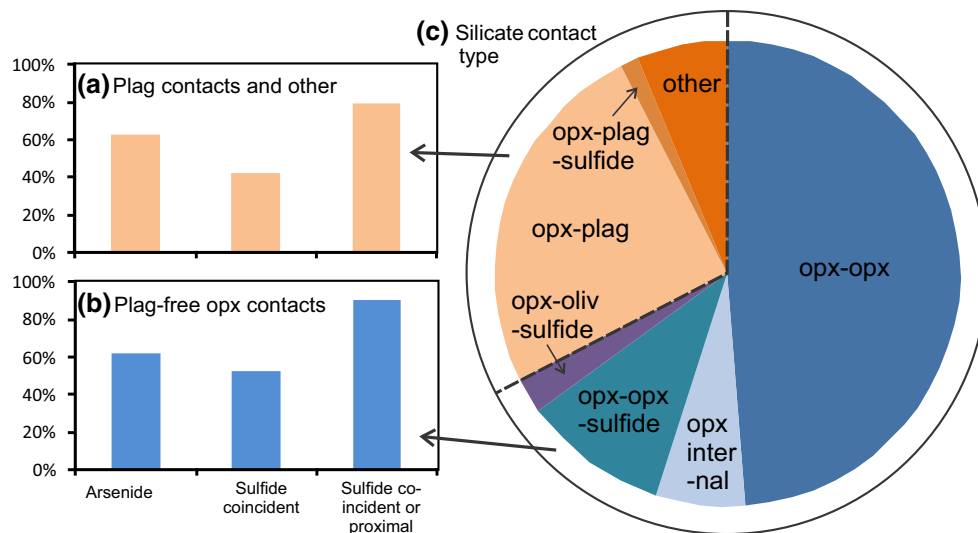 (c) Silicate contact
type
100%
80%
60%
40%
20%
0%
(a) Plag contacts and other
100%
80%
60%
40%
20%
0%
(b) Plag-free opx contacts
Arsenide
Sulfide
coincident
Sulfide co-
incident or
proximal
other
opx-plag
-sulfide
opx-plag
opx-opx
opx-oliv
-sulfide
opx-opx
-sulfide
opx
inter
-nal